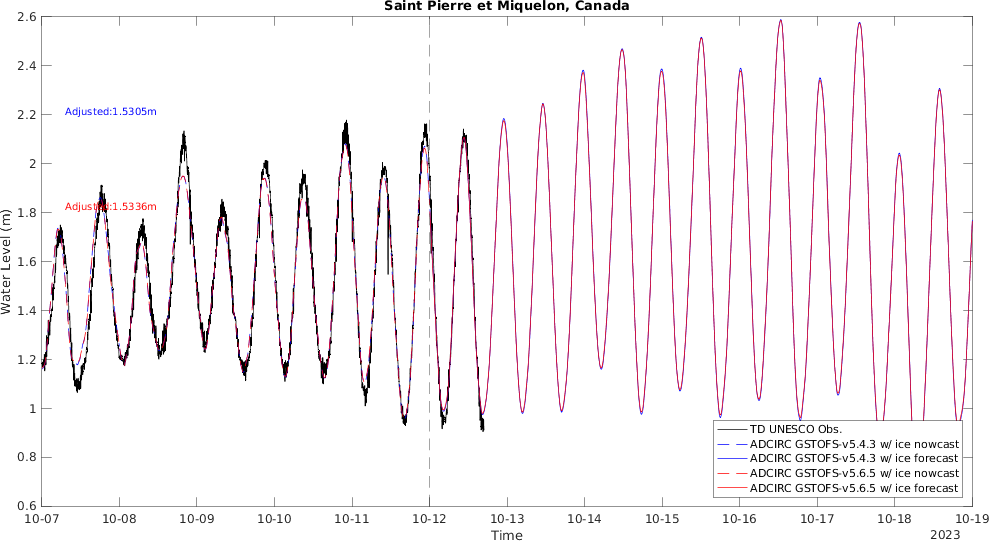 Saint Pierre et Miquelon, Canada
2.6
2.4
2.2
2
1.8
1.6
1.4
1.2
1
0.8
0.6
Water Level (m)
Adjusted:1.5305m
Adjusted:1.5336m
TD UNESCO Obs.
ADCIRC GSTOFS-v5.4.3 w/ ice nowcast
ADCIRC GSTOFS-v5.4.3 w/ ice forecast
ADCIRC GSTOFS-v5.6.5 w/ ice nowcast
ADCIRC GSTOFS-v5.6.5 w/ ice forecast
10-07 10-08 10-09 10-10 10-11 10-12 10-13 10-14 10-15 10-16 10-17 10-18 10-19
Time
2023